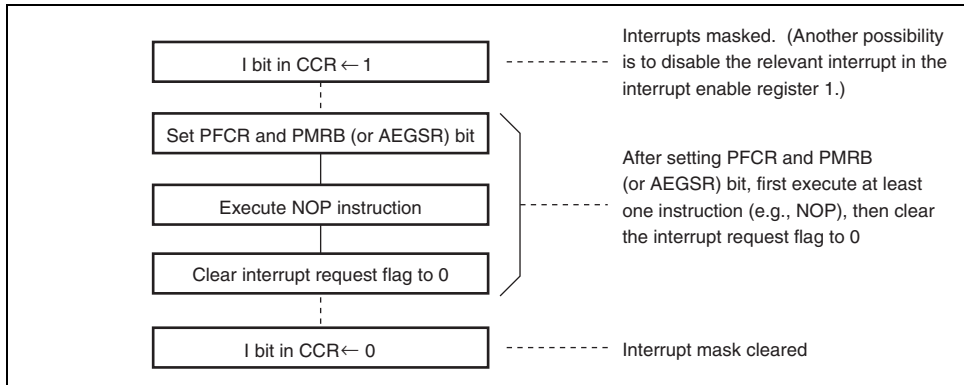 I bit in CCR ← 1
Interrupts masked. (Another possibility
is to disable the relevant interrupt in the
interrupt enable register 1.)
Set PFCR and PMRB (or AEGSR) bit
Execute NOP instruction
Clear interrupt request flag to 0
After setting PFCR and PMRB
(or AEGSR) bit, first execute at least
one instruction (e.g., NOP), then clear
the interrupt request flag to 0
I bit in CCR← 0
Interrupt mask cleared